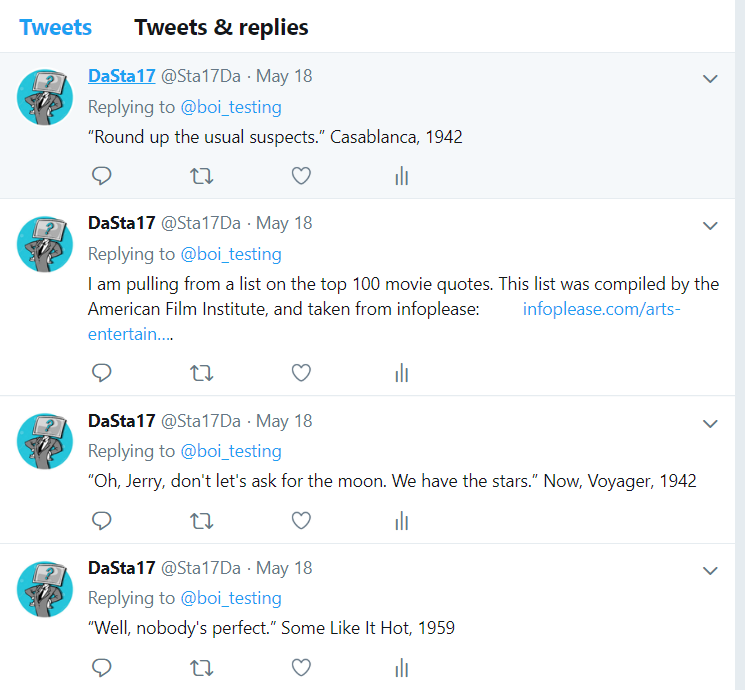 Tweets Tweets & replies
DaSta17 @Sta17Da · May 18
Replying to @boi_testing
“Round up the usual suspects.” Casablanca, 1942
DaSta17 @Sta17Da · May 18
Replying to @boi_testing
I am pulling from a list on the top 100 movie quotes. This list was compiled by the
American Film Institute, and taken from infoplease: infoplease.com/arts-
entertain….
DaSta17 @Sta17Da · May 18
Replying to @boi_testing
“Oh, Jerry, don't let's ask for the moon. We have the stars.” Now, Voyager, 1942
DaSta17 @Sta17Da · May 18
Replying to @boi_testing
“Well, nobody's perfect.” Some Like It Hot, 1959